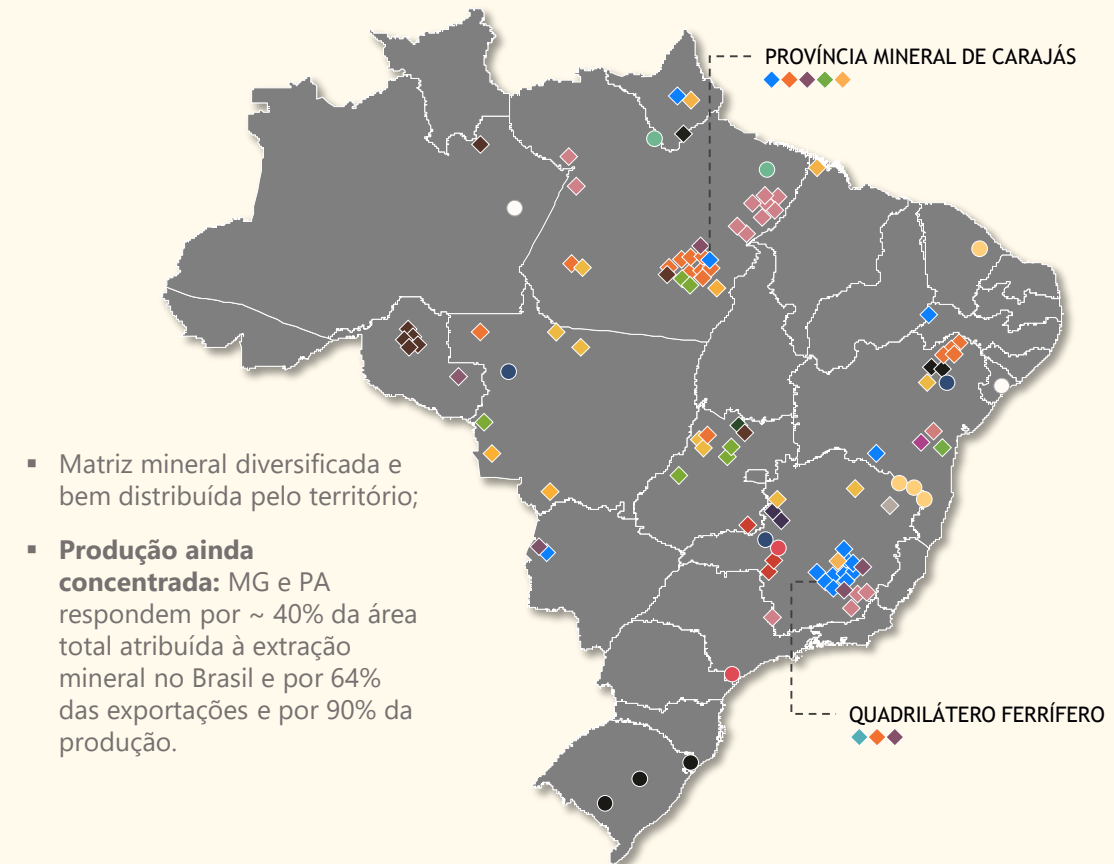 PROVÍNCIA MINERAL DE CARAJÁS
▪ Matriz mineral diversificada e
bem distribuída pelo território;
▪ Produção ainda
concentrada: MG e PA
respondem por ~ 40% da área
total atribuída à extração
mineral no Brasil e por 64%
das exportações e por 90% da
produção.
QUADRILÁTERO FERRÍFERO